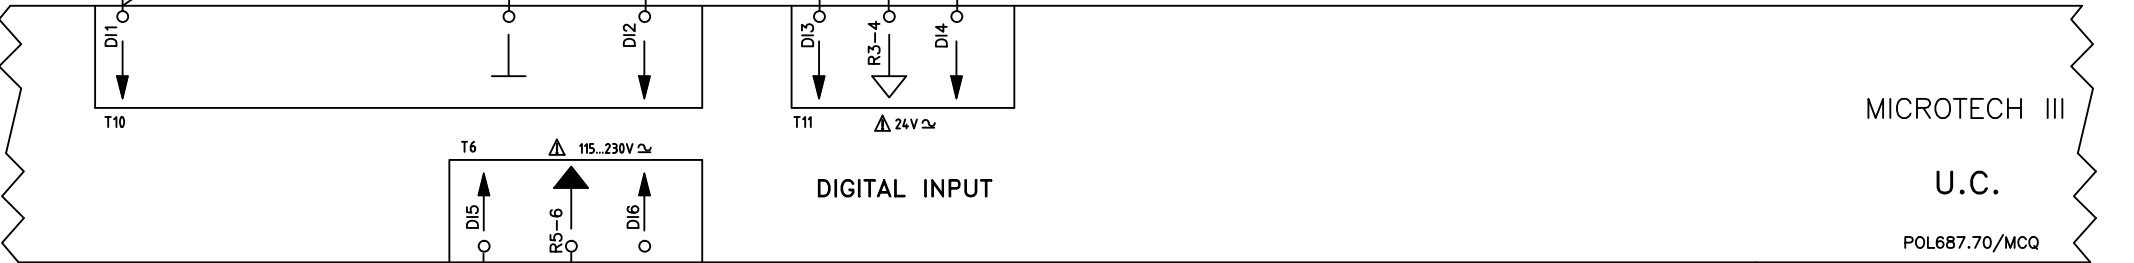 DI1
DI2
DI3
R3-4
DI4
T10
T11
24V
MICROTECH III
T6
115...230V
DIGITAL INPUT
U.C.
DI5
R5-6
DI6
POL687.70/MCQ